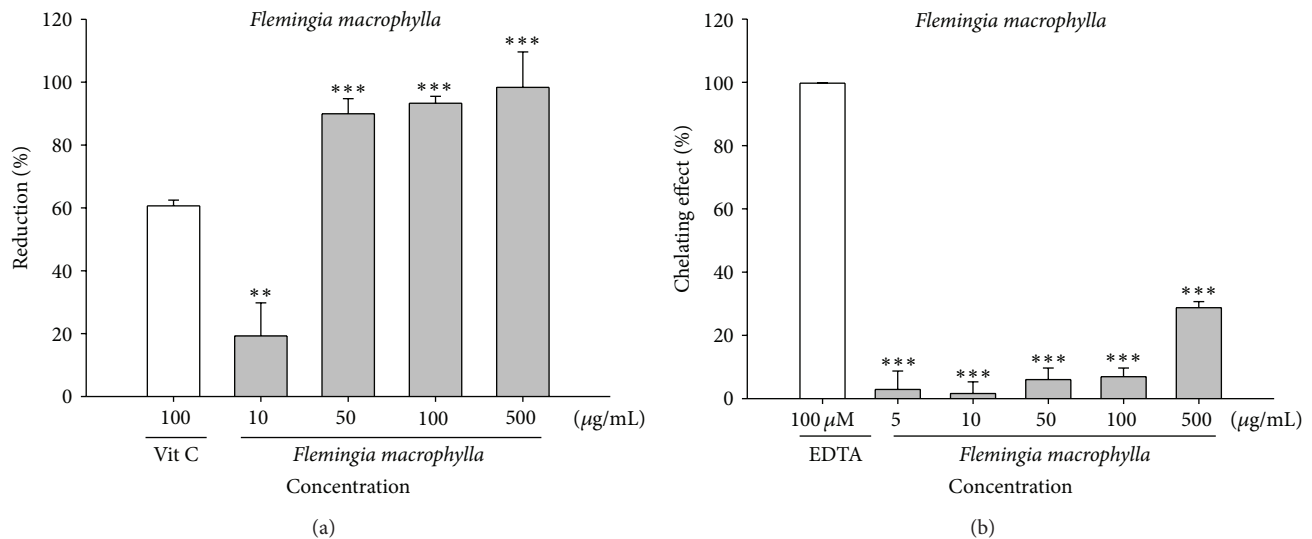 Flemingia macrophylla
120
100
80
60
40
20
0
Reduction (%)
**
***
***
***
100 10 50 100 500 (μg/mL)
Vit C Flemingia macrophylla
Concentration
(a)
Flemingia macrophylla
120
100
80
60
40
20
0
Chelating effect (%)
***
***
***
***
***
100 μM 5 10 50 100 500 (μg/mL)
EDTA Flemingia macrophylla
Concentration
(b)